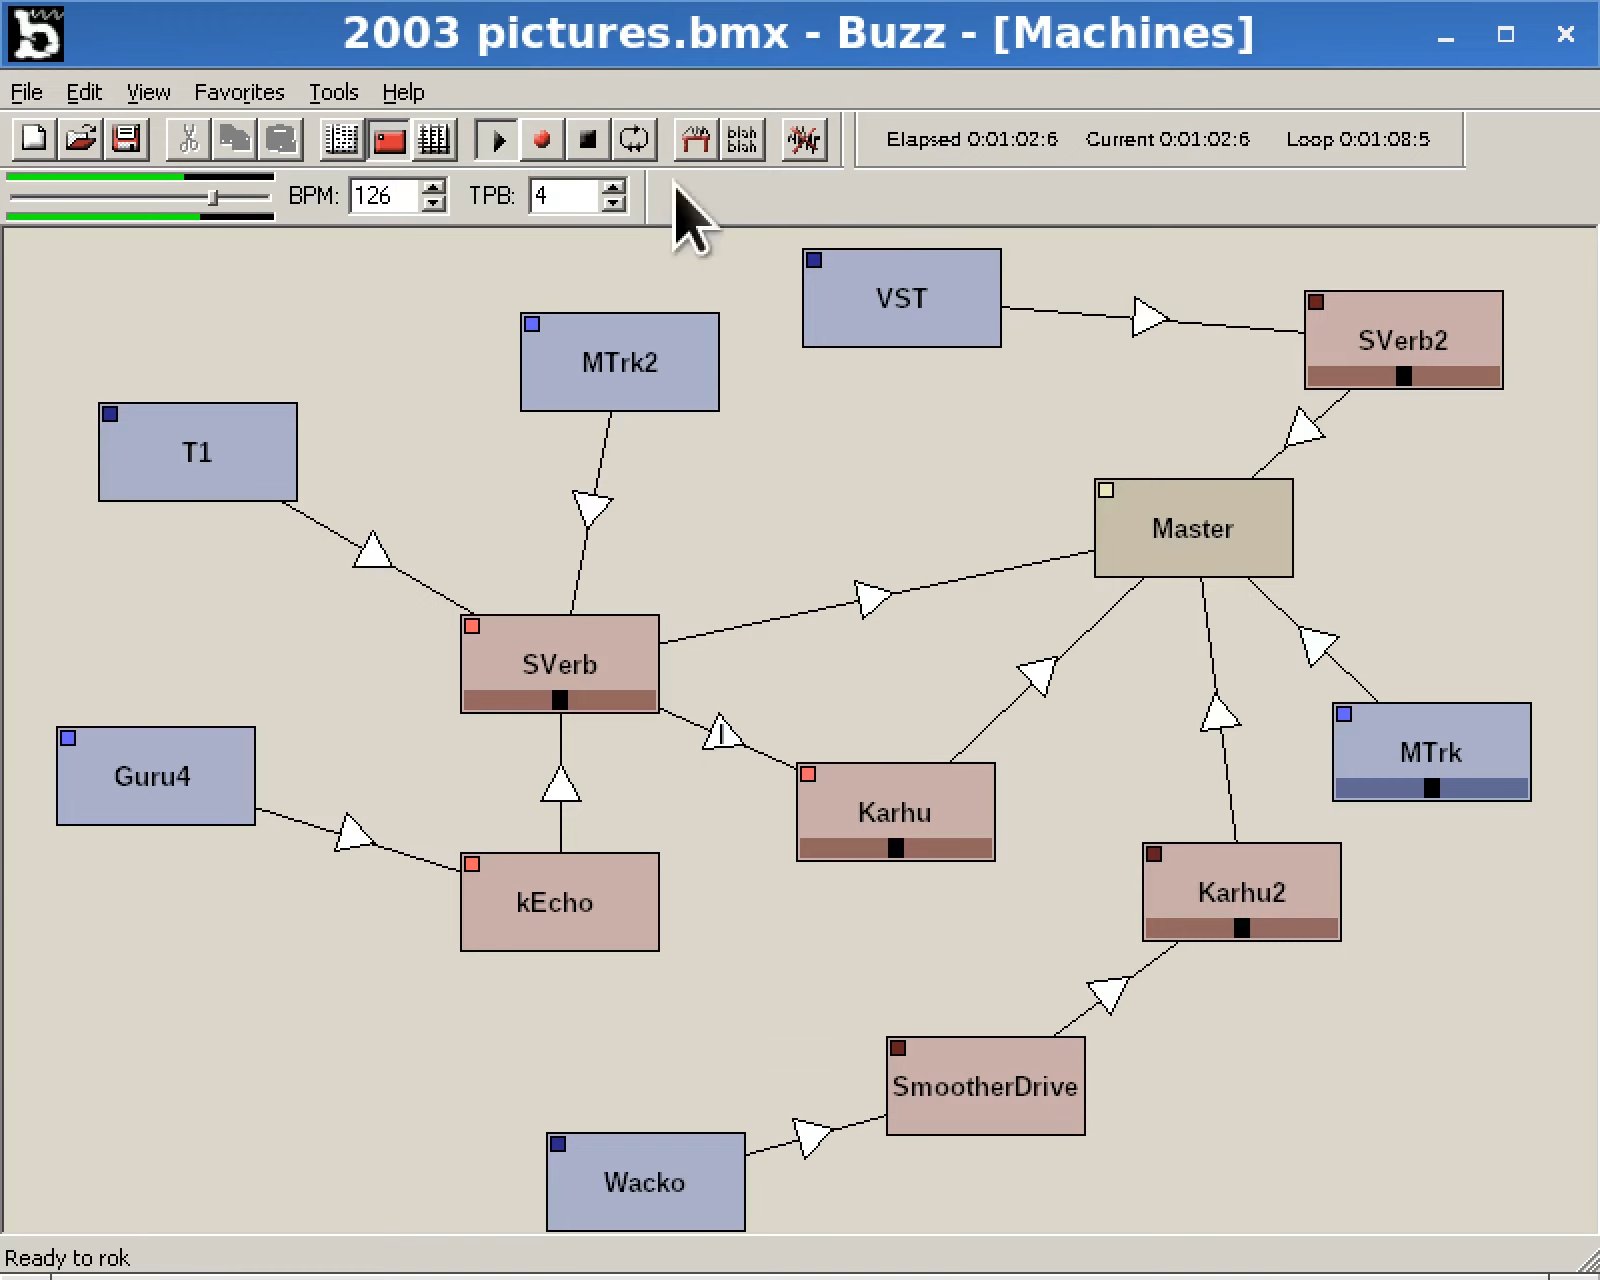 2003 pictures.bmx - Buzz - [Machines]
File Edit View Favorites Tools Help
blah
blah
Elapsed 0:01:02:6 Current 0:01:02:6 Loop 0:01:08:5
BPM: 126 TPB: 4
VST
SVerb2
MTrk2
T1
Master
SVerb
MTrk
Guru4
Karhu
Karhu2
kEcho
SmootherDrive
Wacko
Ready to rok